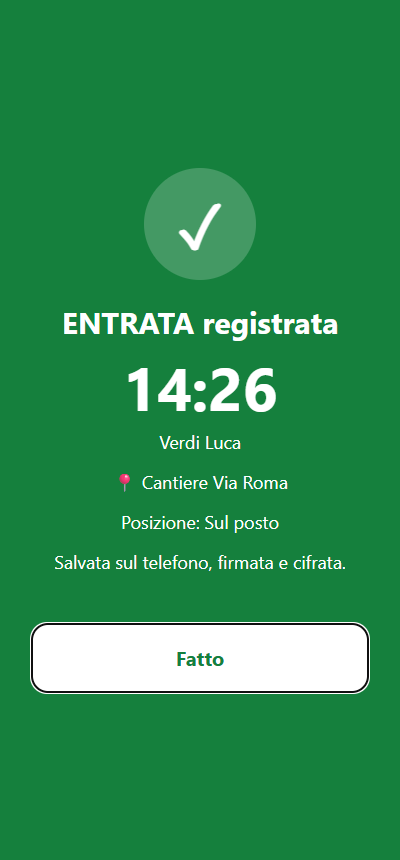 ENTRATA registrata
14:26
Verdi Luca
📍 Cantiere Via Roma
Posizione: Sul posto
Salvata sul telefono, firmata e cifrata.
Fatto